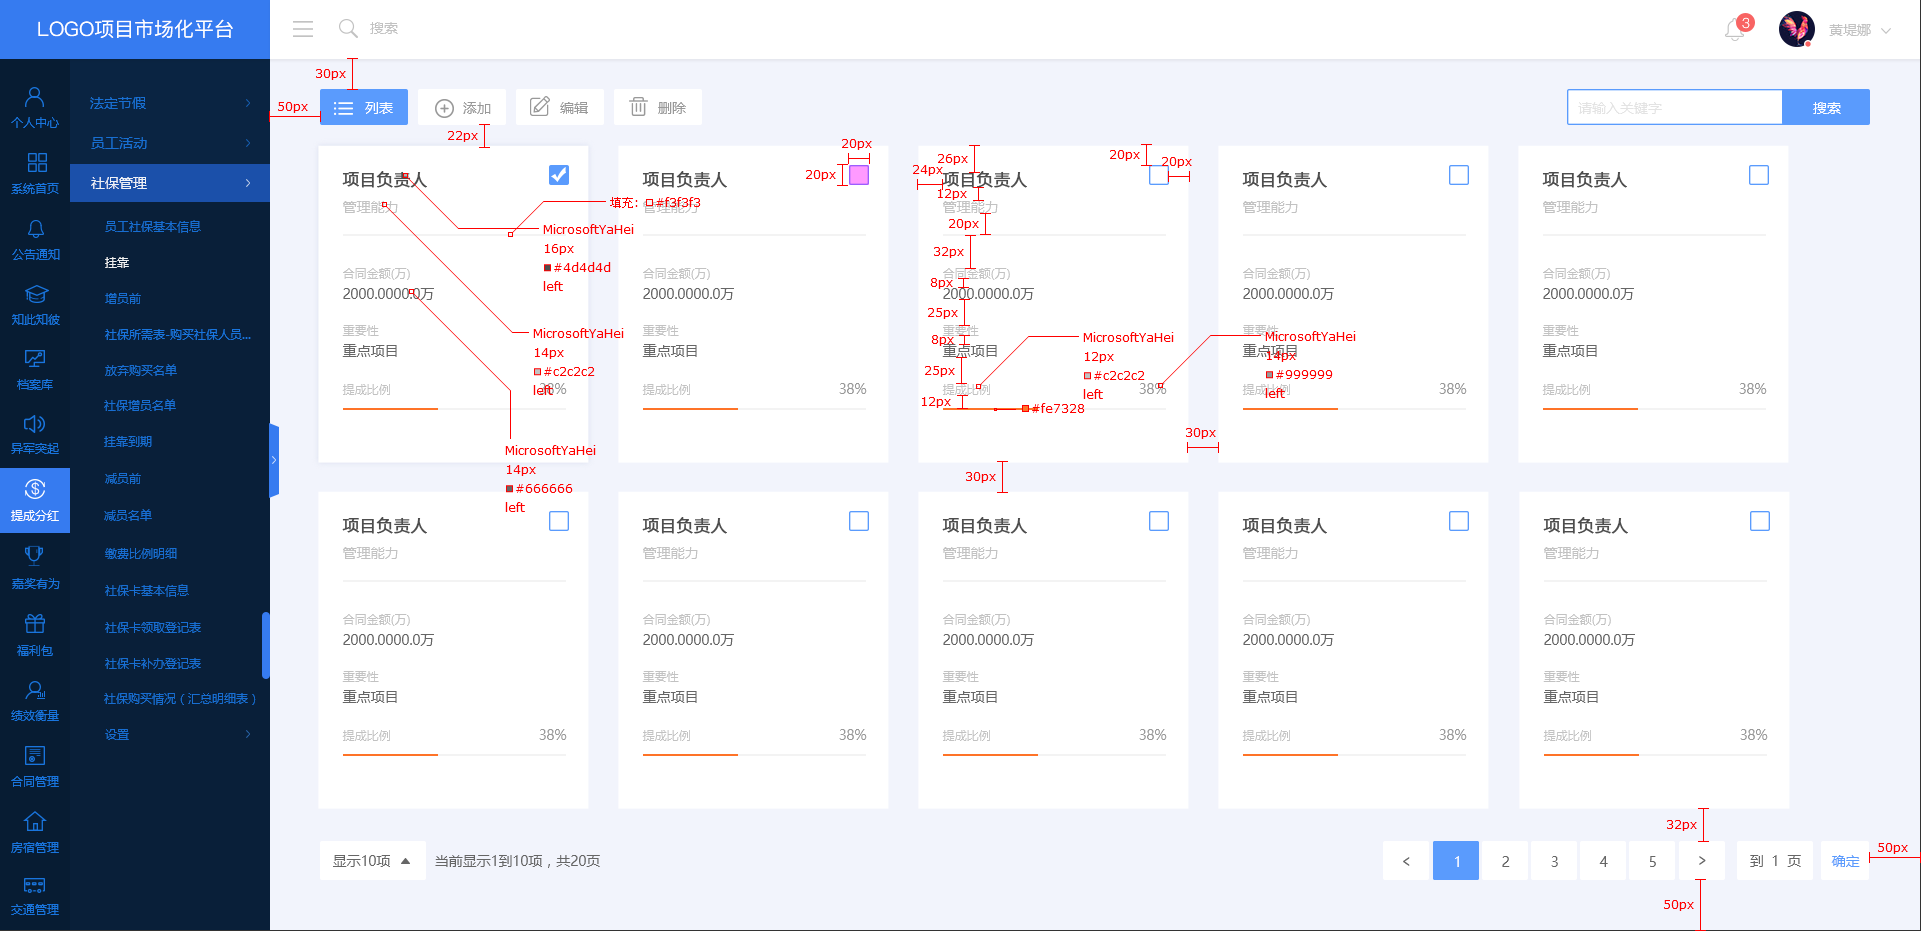 LOGO项目市场化平台
搜索
3
黄堤娜
个人中心
系统首页
公告通知
知此知彼
档案库
异军突起
提成分红
嘉奖有为
福利包
绩效衡量
合同管理
房宿管理
交通管理
法定节假
员工活动
社保管理
员工社保基本信息
挂靠
增员前
社保所需表-购买社保人员...
放弃购买名单
社保增员名单
挂靠到期
减员前
减员名单
缴费比例明细
社保卡基本信息
社保卡领取登记表
社保卡补办登记表
社保购买情况（汇总明细表）
设置
30px
50px
列表
添加
编辑
删除
请输入关键字
搜索
22px
项目负责人
管理能力
合同金额(万)
2000.0000.0万
重要性
重点项目
提成比例
38%
填充：#f3f3f3
MicrosoftYaHei
16px
#4d4d4d
left
MicrosoftYaHei
14px
#c2c2c2
left
MicrosoftYaHei
14px
#666666
left
20px
20px
项目负责人
管理能力
合同金额(万)
2000.0000.0万
重要性
重点项目
提成比例
38%
26px
20px
20px
24px
项目负责人
12px
管理能力
20px
32px
合同金额(万)
8px
2000.0000.0万
25px
重要性
8px
重点项目
25px
提成比例
38%
12px
#fe7328
MicrosoftYaHei
12px
#c2c2c2
left
30px
30px
项目负责人
管理能力
合同金额(万)
2000.0000.0万
重要性
重点项目
提成比例
38%
MicrosoftYaHei
14px
#999999
left
项目负责人
管理能力
合同金额(万)
2000.0000.0万
重要性
重点项目
提成比例
38%
项目负责人
管理能力
合同金额(万)
2000.0000.0万
重要性
重点项目
提成比例
38%
项目负责人
管理能力
合同金额(万)
2000.0000.0万
重要性
重点项目
提成比例
38%
项目负责人
管理能力
合同金额(万)
2000.0000.0万
重要性
重点项目
提成比例
38%
项目负责人
管理能力
合同金额(万)
2000.0000.0万
重要性
重点项目
提成比例
38%
项目负责人
管理能力
合同金额(万)
2000.0000.0万
重要性
重点项目
提成比例
38%
32px
显示10项
当前显示1到10项，共20页
< 1 2 3 4 5 >
到 1 页
确定
50px
50px